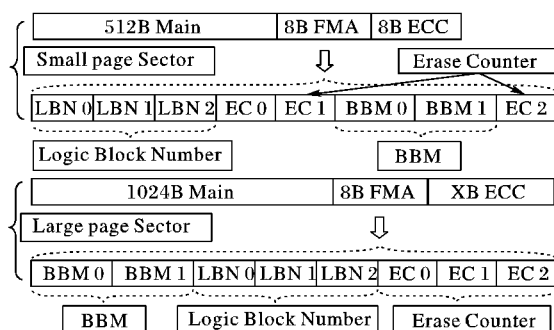 512B Main 8B FMA 8B ECC
Small page Sector Erase Counter
LBN 0 LBN 1 LBN 2 EC 0 EC 1 BBM 0 BBM 1 EC 2
Logic Block Number BBM
1024B Main 8B FMA XB ECC
Large page Sector
BBM 0 BBM 1 LBN 0 LBN 1 LBN 2 EC 0 EC 1 EC 2
BBM Logic Block Number Erase Counter